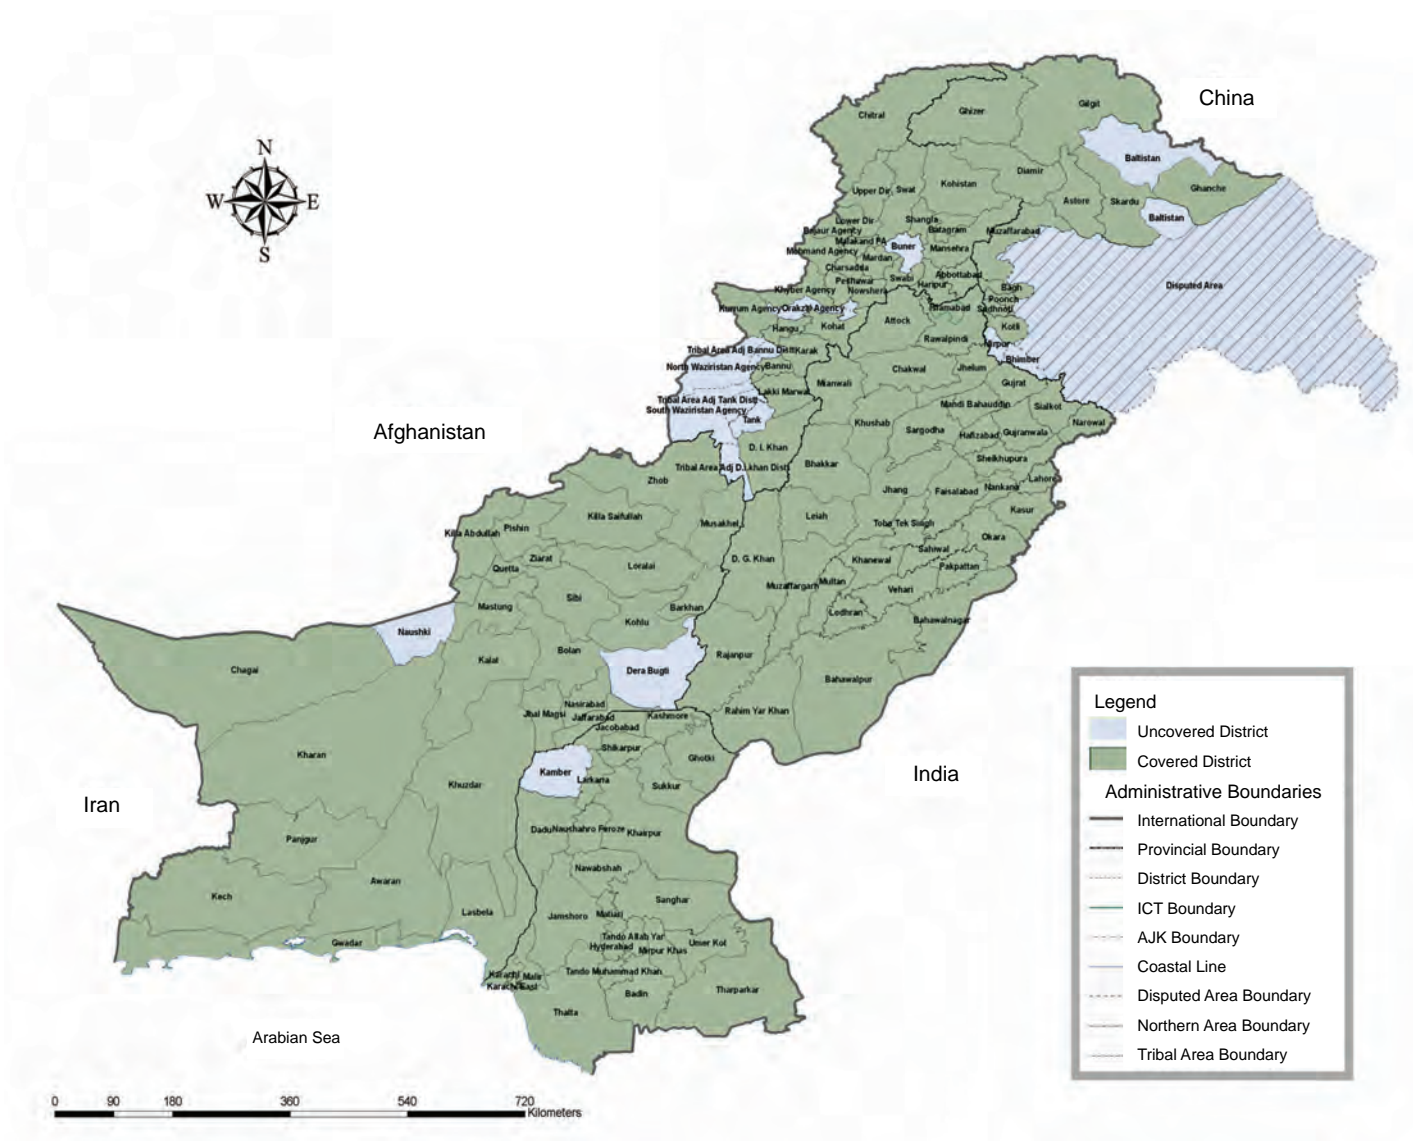 China
Gilgit
Ghizer
Chitral
Baltistan
Diamir
Ghanche
Kohistan
Upper Dir
Swat
Astore
Skardu
Baltistan
N
W
E
S
Lower Dir
Shangla
Bajaur Agency
Batagram
Muzaffarabad
Malakand PA
Buner
Mansehra
Mohmand Agency
Mardan
Charsadda
Abbottabad
Peshawar
Swabi
Haripur
Disputed Area
Khyber Agency
Nowshera
Bagh
Poonch
Kurram Agency
Orakzai Agency
Islamabad
Sudhnoti
Attock
Hangu
Kohat
Kotli
Rawalpindi
Mirpur
Tribal Area Adj Bannu Distt
Karak
Bhimber
North Waziristan Agency
Bannu
Chakwal
Jhelum
Mianwali
Gujrat
Lakki Marwat
Tribal Area Adj Tank Distt
South Waziristan Agency
Mandi Bahauddin
Sialkot
Tank
Khushab
Narowal
Afghanistan
Sargodha
Hafizabad
Gujranwala
D. I. Khan
Sheikhupura
Tribal Area Adj D.I.khan Distt
Bhakkar
Zhob
Lahore
Jhang
Faisalabad
Nankana
Kasur
Killa Saifullah
Musakhel
Leiah
Toba Tek Singh
Pishin
Killa Abdullah
Okara
Sahiwal
Ziarat
D. G. Khan
Khanewal
Quetta
Loralai
Pakpattan
Muzaffargarh
Multan
Vehari
Sibi
Mastung
Barkhan
Lodhran
Kohlu
Bahawalnagar
Naushki
Bolan
Rajanpur
Kalat
Chagai
Dera Bugti
Bahawalpur
Nasirabad
Jhal Magsi
Jaffarabad
Kashmore
Rahim Yar Khan
Jacobabad
Shikarpur
Kharan
Ghotki
Kamber
Larkana
India
Khuzdar
Sukkur
Iran
Dadu
Naushahro Feroze
Khairpur
Panjgur
Nawabshah
Awaran
Kech
Sanghar
Lasbela
Jamshoro
Matiari
Tando Allah Yar
Gwadar
Hyderabad
Mirpur Khas
Umer Kot
Karachi
Malir
Tando Muhammad Khan
Karachi East
Badin
Tharparkar
Thatta
Arabian Sea
Legend
Uncovered District
Covered District
Administrative Boundaries
International Boundary
Provincial Boundary
District Boundary
ICT Boundary
AJK Boundary
Coastal Line
Disputed Area Boundary
Northern Area Boundary
Tribal Area Boundary
0 90 180 360 540 720
Kilometers